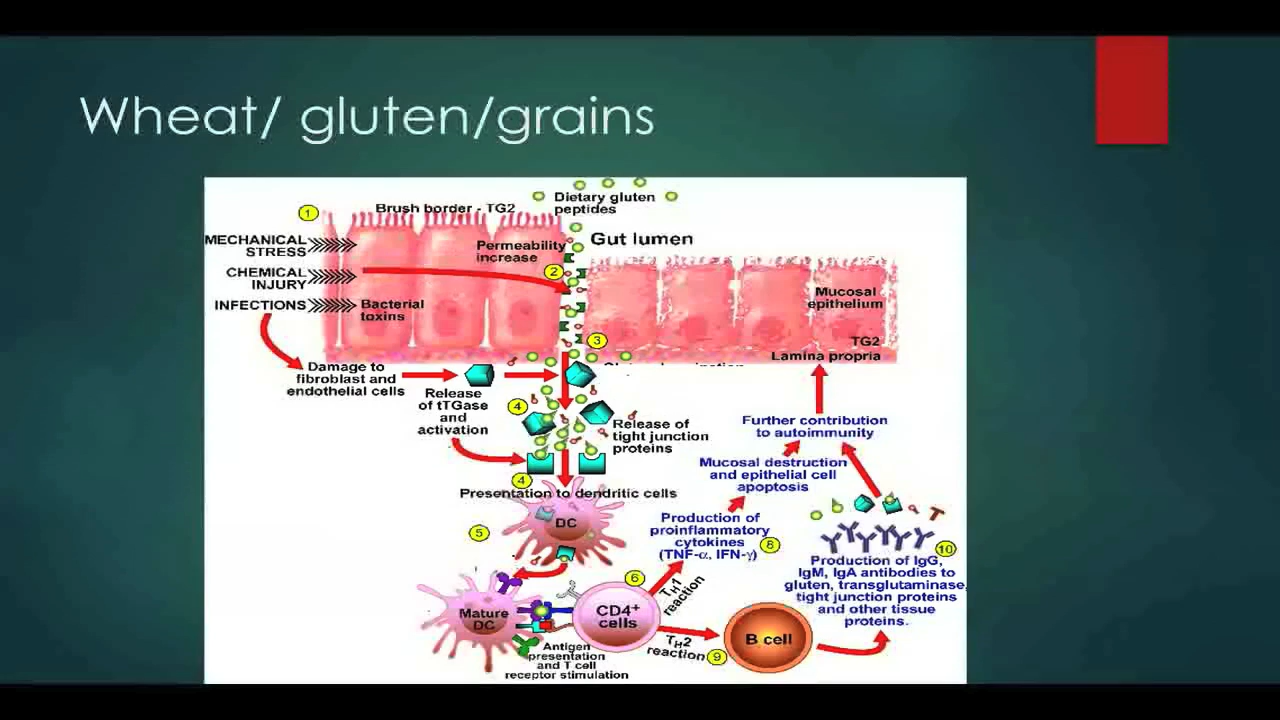 Wheat/ gluten/grains
1
Brush border - TG2
Dietary gluten
peptides
MECHANICAL
STRESS
CHEMICAL
INJURY
INFECTIONS
Bacterial
toxins
Permeability
increase
2
Gut lumen
Mucosal
epithelium
TG2
Lamina propria
3
Damage to
fibroblast and
endothelial cells
Release
of tTGase
and
activation
4
Release of
tight junction
proteins
4
Presentation to dendritic cells
DC
5
Mature
DC
6
CD4+
cells
Antigen
presentation
and T cell
receptor stimulation
TH1
reaction
TH2
reaction
8
Production of
proinflammatory
cytokines
(TNF-α, IFN-γ)
Mucosal destruction
and epithelial cell
apoptosis
Further contribution
to autoimmunity
9
B cell
10
Production of IgG,
IgM, IgA antibodies to
gluten, transglutaminase,
tight junction proteins
and other tissue
proteins.